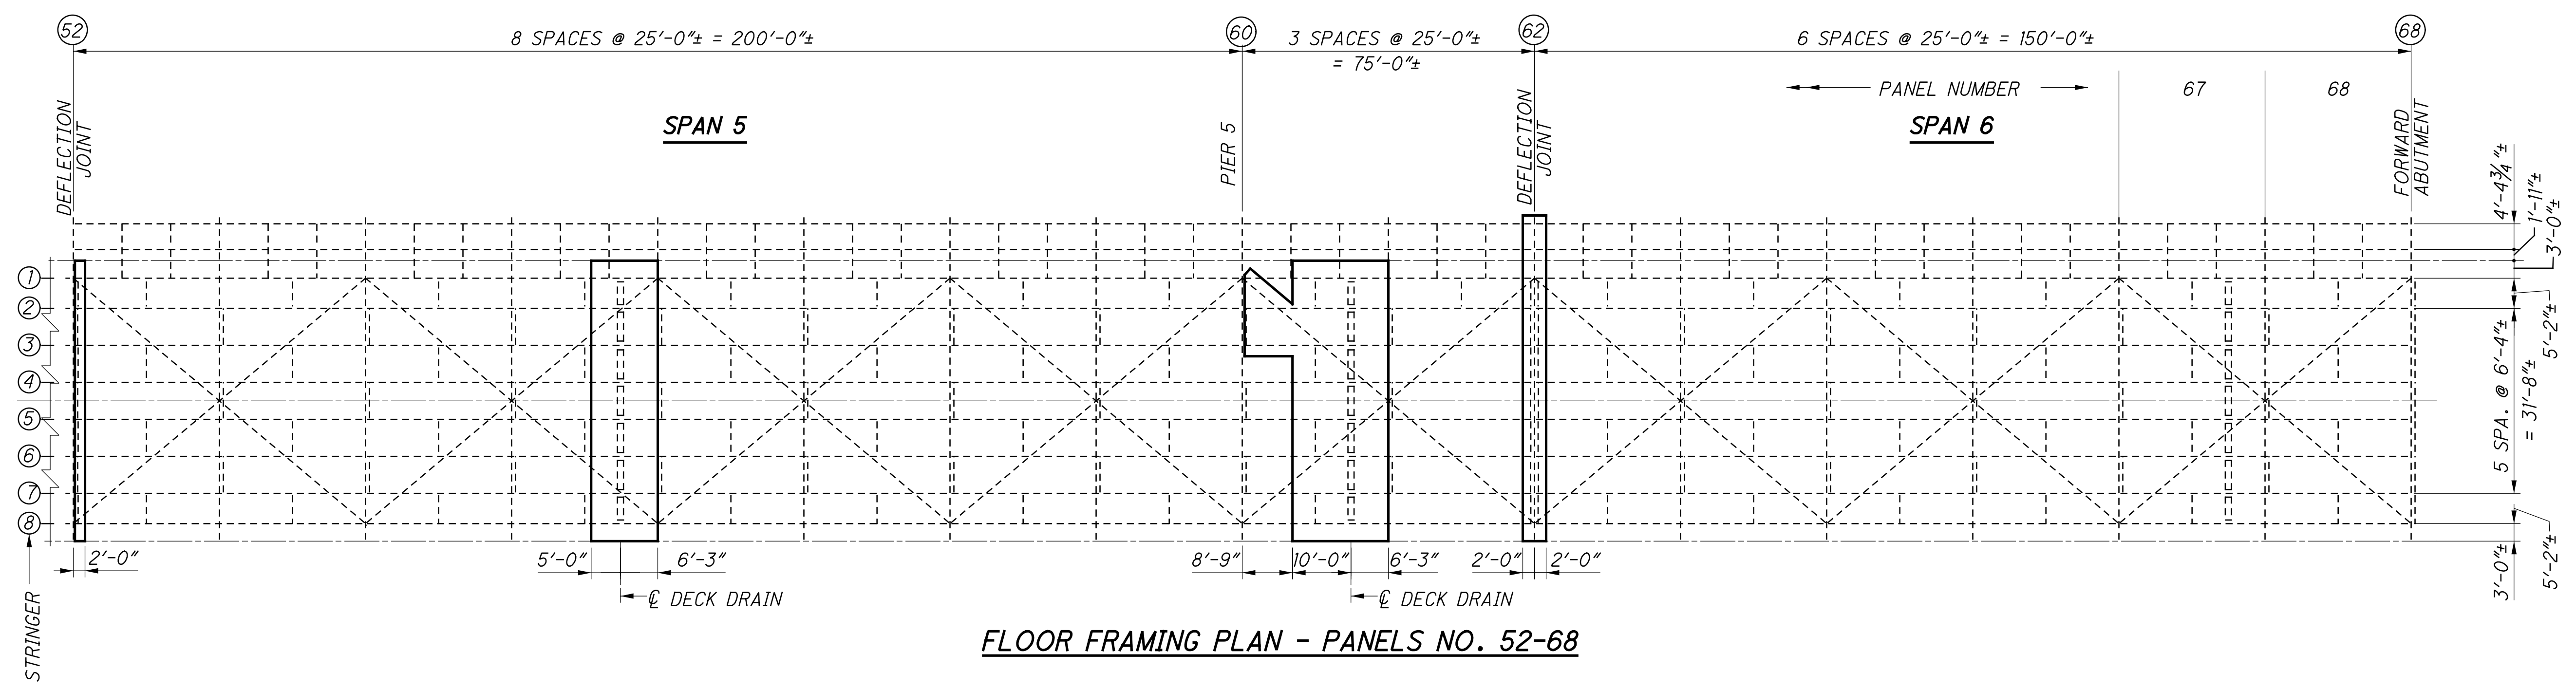 52
60
62
68
8 SPACES @ 25'-0"± = 200'-0"±
3 SPACES @ 25'-0"±
= 75'-0"±
6 SPACES @ 25'-0"± = 150'-0"±
PANEL NUMBER
67
68
SPAN 5
SPAN 6
DEFLECTION
JOINT
PIER 5
DEFLECTION
JOINT
FORWARD
ABUTMENT
4'-4¾"±
1'-11"±
3'-0"±
5'-2"±
5 SPA. @ 6'-4"±
= 31'-8"±
5'-2"±
3'-0"±
1
2
3
4
5
6
7
8
STRINGER
2'-0"
5'-0"
6'-3"
℄ DECK DRAIN
8'-9"
10'-0"
6'-3"
℄ DECK DRAIN
2'-0"
2'-0"
FLOOR FRAMING PLAN - PANELS NO. 52-68